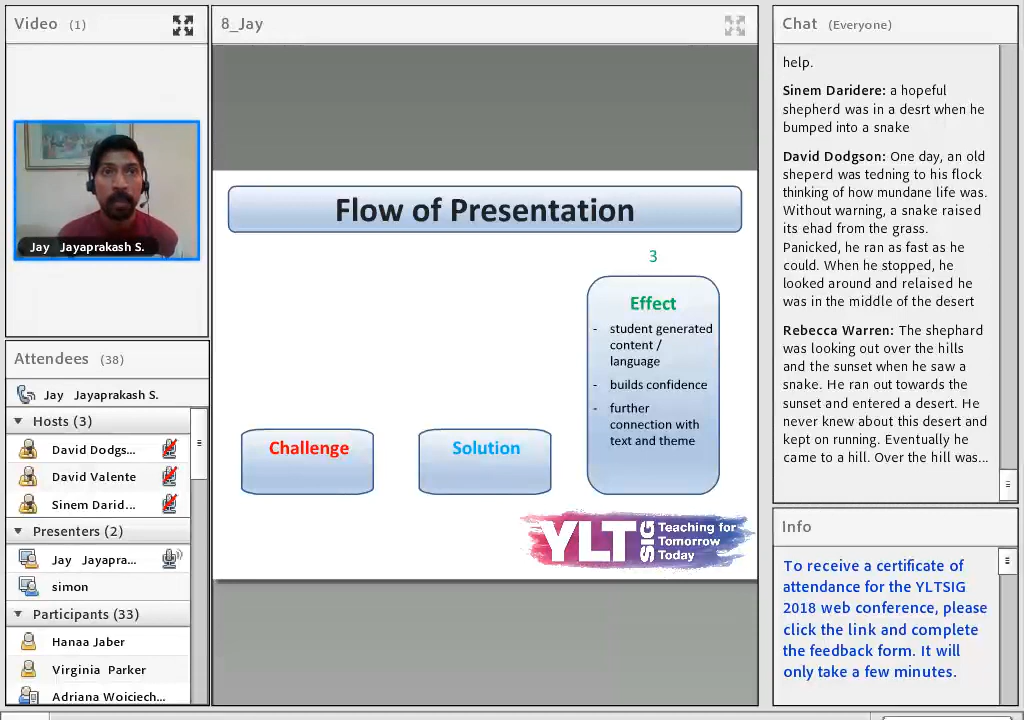 Video (1)
Jay Jayaprakash S.
Attendees (38)
Jay Jayaprakash S.
Hosts (3)
David Dodgs...
David Valente
Sinem Darid...
Presenters (2)
Jay Jayapra...
simon
Participants (33)
Hanaa Jaber
Virginia Parker
Adriana Woiciech...
8_Jay
Flow of Presentation
Challenge
Solution
3
Effect
- student generated
content /
language
- builds confidence
- further
connection with
text and theme
YLT SIG
Teaching for
Tomorrow
Today
Chat (Everyone)
help.
Sinem Daridere: a hopeful
shepherd was in a desrt when he
bumped into a snake
David Dodgson: One day, an old
sheperd was tedning to his flock
thinking of how mundane life was.
Without warning, a snake raised
its ehad from the grass.
Panicked, he ran as fast as he
could. When he stopped, he
looked around and relaised he
was in the middle of the desert
Rebecca Warren: The shephard
was looking out over the hills
and the sunset when he saw a
snake. He ran out towards the
sunset and entered a desert. He
never knew about this desert and
kept on running. Eventually he
came to a hill. Over the hill was...
Info
To receive a certificate of
attendance for the YLTSIG
2018 web conference, please
click the link and complete
the feedback form. It will
only take a few minutes.